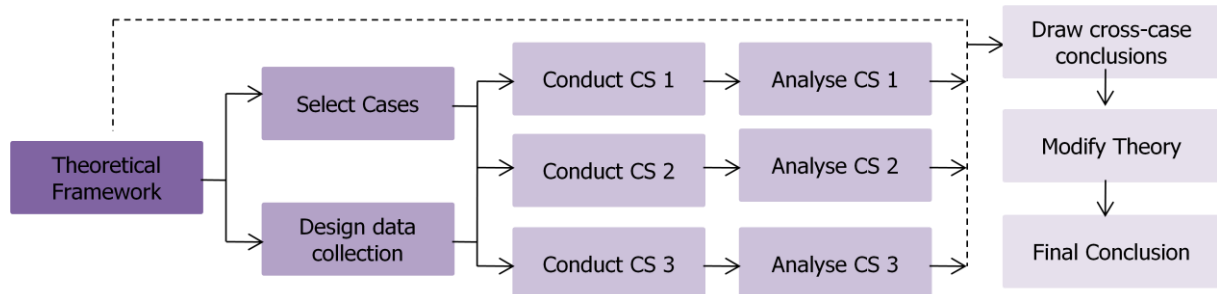 Theoretical
Framework
Select Cases
Design data
collection
Conduct CS 1
Analyse CS 1
Conduct CS 2
Analyse CS 2
Conduct CS 3
Analyse CS 3
Draw cross-case
conclusions
Modify Theory
Final Conclusion